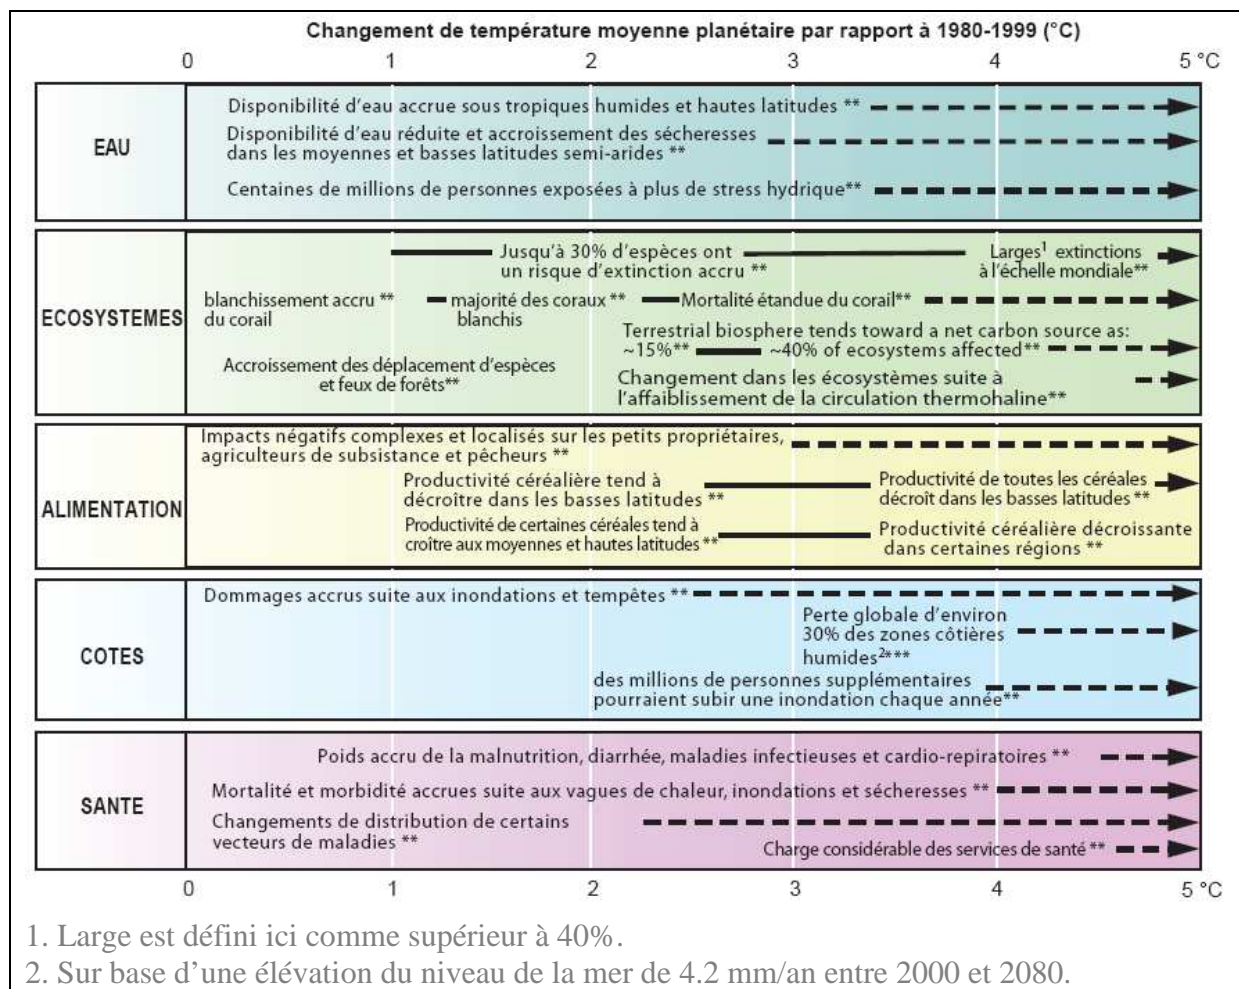 Changement de température moyenne planétaire par rapport à 1980-1999 (°C)
0 1 2 3 4 5 °C
EAU
Disponibilité d'eau accrue sous tropiques humides et hautes latitudes **
Disponibilité d'eau réduite et accroissement des sécheresses
dans les moyennes et basses latitudes semi-arides **
Centaines de millions de personnes exposées à plus de stress hydrique**
ECOSYSTEMES
Jusqu'à 30% d'espèces ont
un risque d'extinction accru **
Larges¹ extinctions
à l'échelle mondiale**
blanchissement accru **
du corail
majorité des coraux **
blanchis
Mortalité étandue du corail**
Terrestrial biosphere tends toward a net carbon source as:
~15%** ~40% of ecosystems affected**
Accroissement des déplacement d'espèces
et feux de forêts**
Changement dans les écosystèmes suite à
l'affaiblissement de la circulation thermohaline**
ALIMENTATION
Impacts négatifs complexes et localisés sur les petits propriétaires,
agriculteurs de subsistance et pêcheurs **
Productivité céréalière tend à
décroître dans les basses latitudes **
Productivité de toutes les céréales
décroît dans les basses latitudes **
Productivité de certaines céréales tend à
croître aux moyennes et hautes latitudes **
Productivité céréalière décroissante
dans certaines régions **
COTES
Dommages accrus suite aux inondations et tempêtes **
Perte globale d'environ
30% des zones côtières
humides²***
des millions de personnes supplémentaires
pourraient subir une inondation chaque année**
SANTE
Poids accru de la malnutrition, diarrhée, maladies infectieuses et cardio-repiratoires **
Mortalité et morbidité accrues suite aux vagues de chaleur, inondations et sécheresses **
Changements de distribution de certains
vecteurs de maladies **
Charge considérable des services de santé **
0 1 2 3 4 5 °C
1. Large est défini ici comme supérieur à 40%.
2. Sur base d'une élévation du niveau de la mer de 4.2 mm/an entre 2000 et 2080.